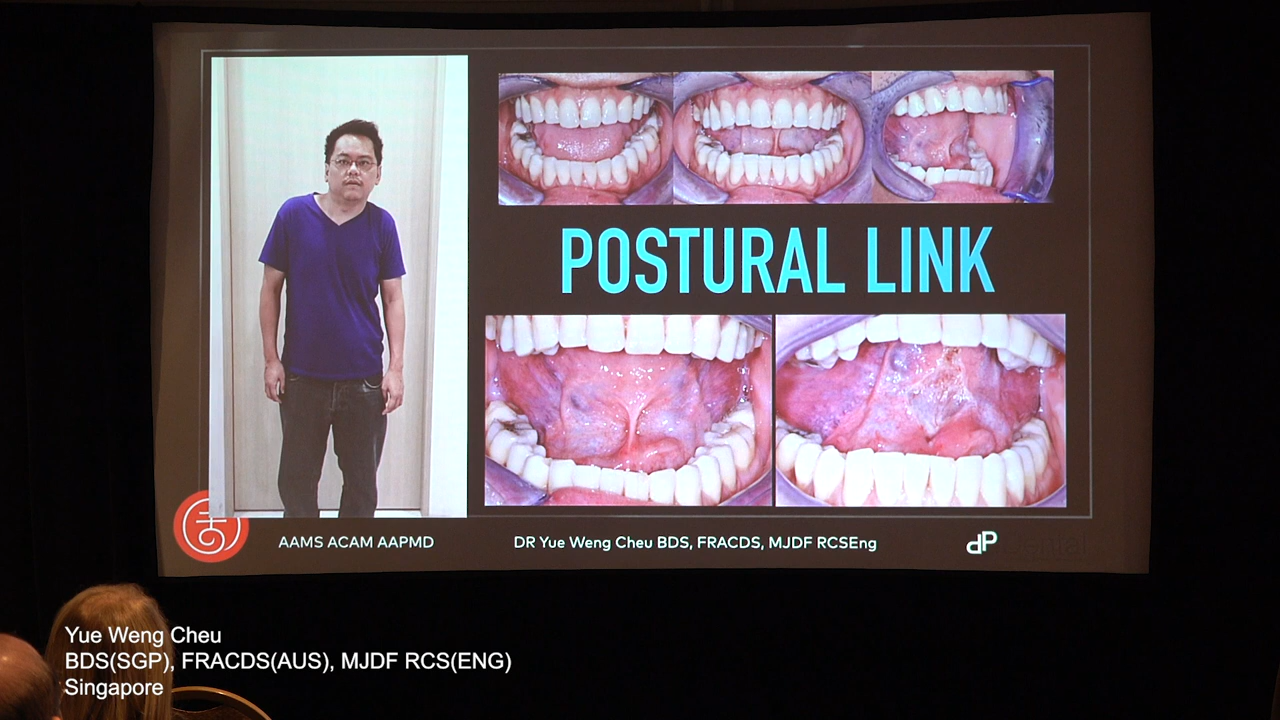 POSTURAL LINK
舌
AAMS ACAM AAPMD
DR Yue Weng Cheu BDS, FRACDS, MJDF RCSEng
dP
Yue Weng Cheu
BDS(SGP), FRACDS(AUS), MJDF RCS(ENG)
Singapore